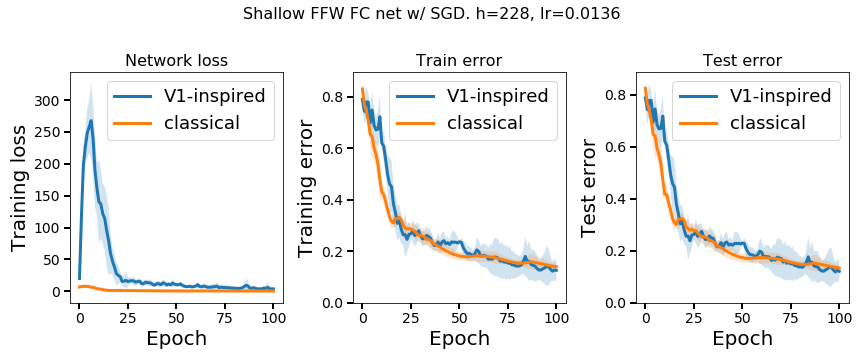 Shallow FFW FC net w/ SGD. h=228, lr=0.0136
Network loss
Training loss
300
250
200
150
100
50
0
0 25 50 75 100
Epoch
V1-inspired
classical
Train error
Training error
0.8
0.6
0.4
0.2
0.0
0 25 50 75 100
Epoch
V1-inspired
classical
Test error
Test error
0.8
0.6
0.4
0.2
0.0
0 25 50 75 100
Epoch
V1-inspired
classical